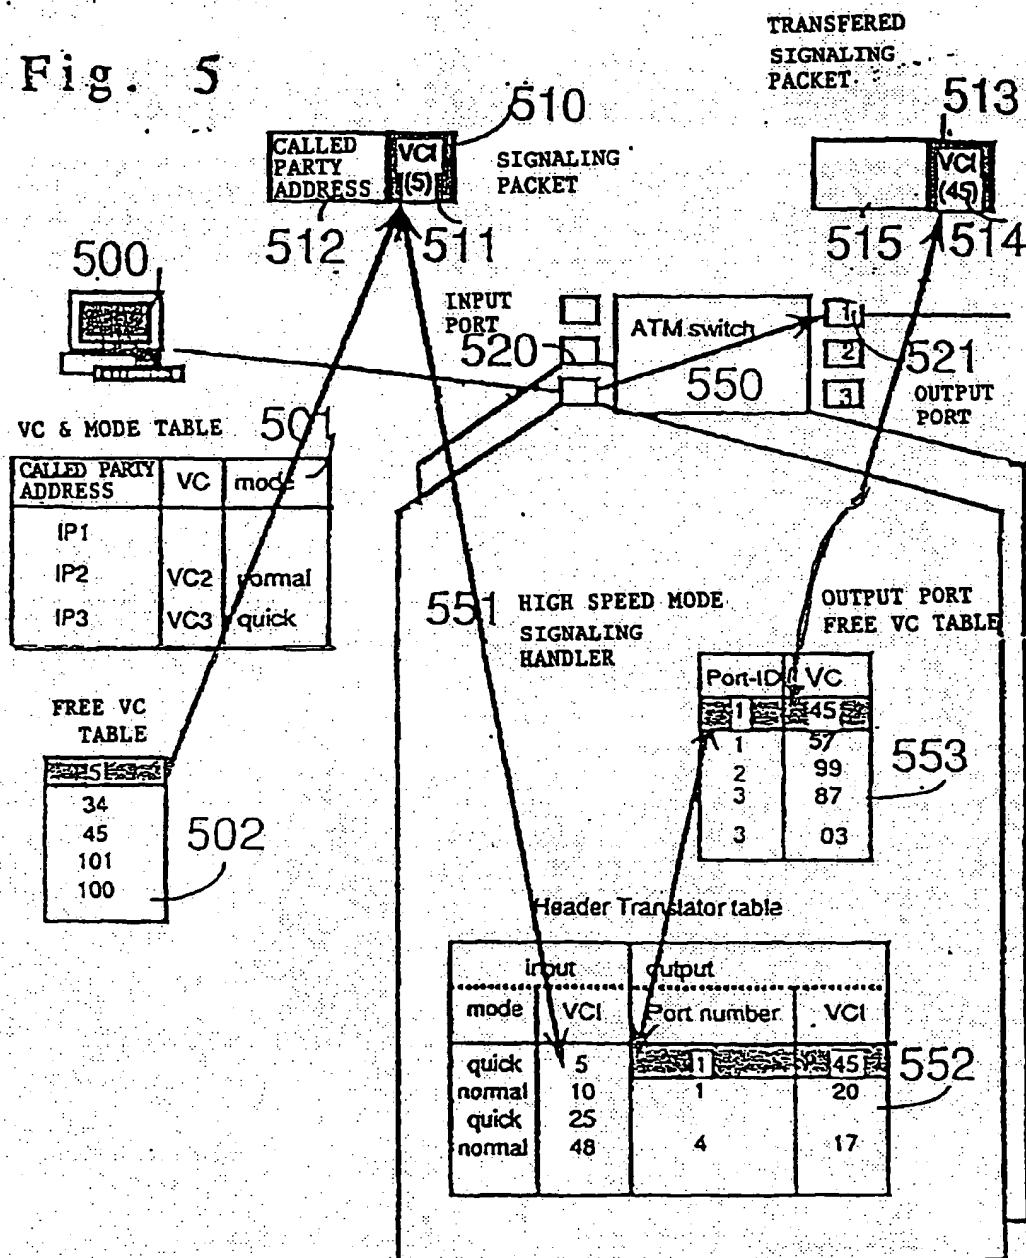 Fig. 5
TRANSFERED
SIGNALING
PACKET
510
513
CALLED
PARTY
ADDRESS
VCI
(5)
SIGNALING
PACKET
VCI
(45)
512
511
515
514
500
INPUT
PORT
520
ATM switch
550
1
2
3
521
OUTPUT
PORT
VC & MODE TABLE
501
CALLED PARTY
ADDRESS
VC
mode
IP1
IP2 VC2 normal
IP3 VC3 quick
551
HIGH SPEED MODE
SIGNALING
HANDLER
OUTPUT PORT
FREE VC TABLE
Port-ID VC
1 45
1 57
2 99
3 87
3 03
553
FREE VC
TABLE
5
34
45
101
100
502
Header Translator table
input output
mode VCI Port number VCI
quick 5 1 45
normal 10 1 20
quick 25
normal 48 4 17
552